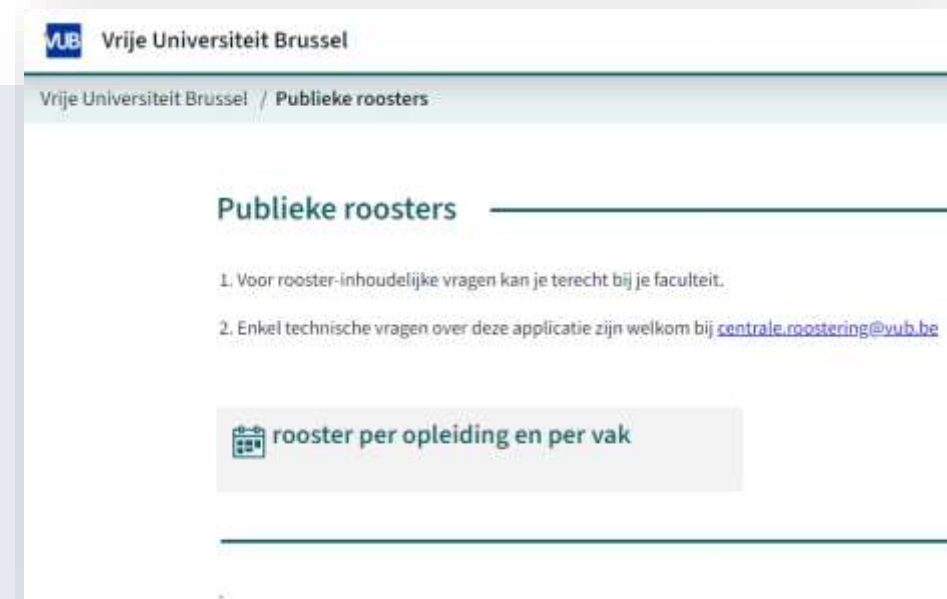 VUB Vrije Universiteit Brussel
Vrije Universiteit Brussel / Publieke roosters
Publieke roosters
1. Voor rooster-inhoudelijke vragen kan je terecht bij je faculteit.
2. Enkel technische vragen over deze applicatie zijn welkom bij centrale.roostering@vub.be
rooster per opleiding en per vak